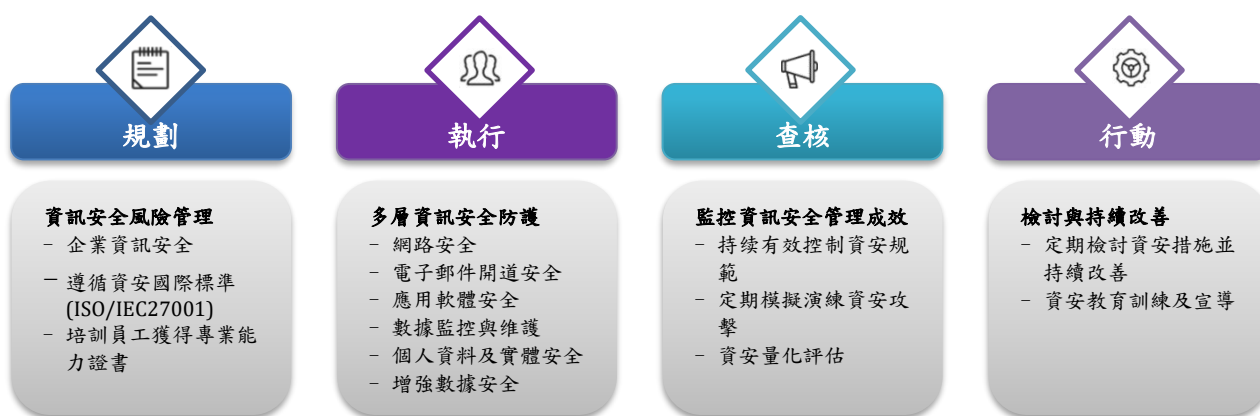 規劃
資訊安全風險管理
- 企業資訊安全
- 遵循資安國際標準
(ISO/IEC27001)
- 培訓員工獲得專業能
力證書
執行
多層資訊安全防護
- 網路安全
- 電子郵件開道安全
- 應用軟體安全
- 數據監控與维護
- 個人資料及實體安全
- 增強數據安全
查核
監控資訊安全管理成效
- 持续有效控制資安规
範
- 定期模擬演練資安攻
擊
- 資安量化評估
行動
檢討與持續改善
- 定期檢討資安措施並
持續改善
- 資安教育訓練及宣導